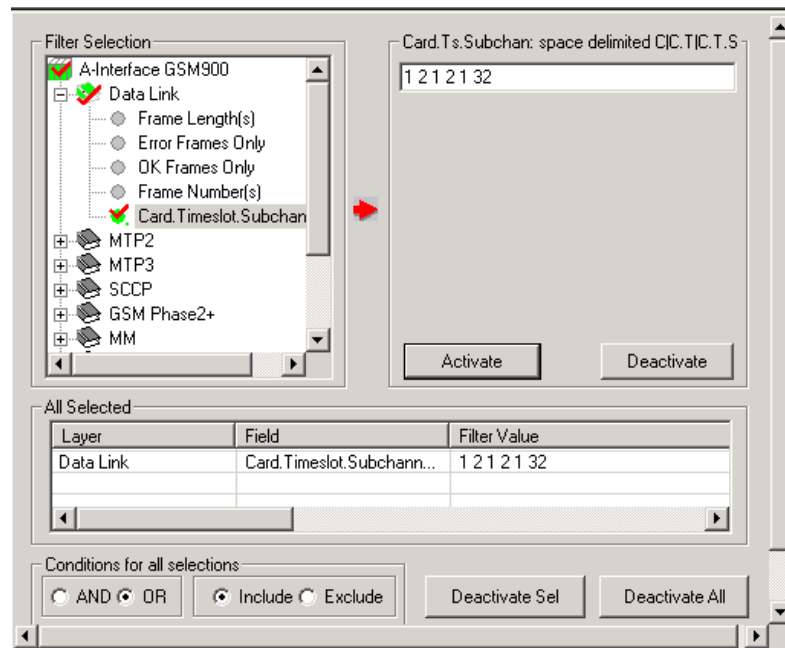 Filter Selection
A-Interface GSM900
Data Link
Frame Length(s)
Error Frames Only
OK Frames Only
Frame Number(s)
Card.Timeslot.Subchan
MTP2
MTP3
SCCP
GSM Phase2+
MM
Card.Ts.Subchan: space delimited C|C.T|C.T.S
1 2 1 2 1 32
Activate Deactivate
All Selected
Layer Field Filter Value
Data Link Card.Timeslot.Subchann... 1 2 1 2 1 32
Conditions for all selections
AND OR Include Exclude Deactivate Sel Deactivate All